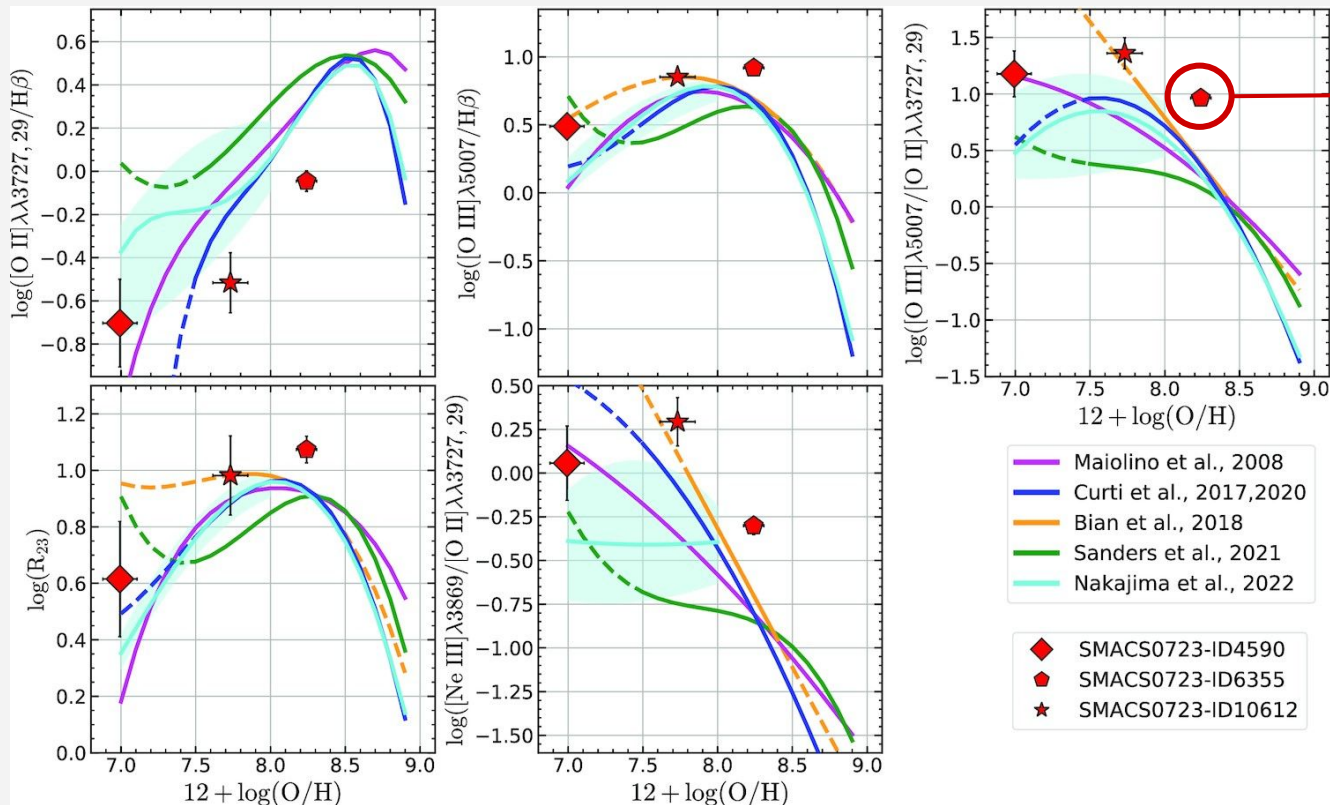 log([O II]λλ3727, 29/Hβ)
0.6
0.4
0.2
0.0
−0.2
−0.4
−0.6
−0.8
log([O III]λ5007/Hβ)
1.0
0.5
0.0
−0.5
−1.0
log([O III]λ5007/[O II]λλ3727, 29)
1.5
1.0
0.5
0.0
−0.5
−1.0
−1.5
7.0 7.5 8.0 8.5 9.0
12 + log(O/H)
log(R₂₃)
1.2
1.0
0.8
0.6
0.4
0.2
0.0
7.0 7.5 8.0 8.5 9.0
12 + log(O/H)
log([Ne III]λ3869/[O II]λλ3727, 29)
0.50
0.25
0.00
−0.25
−0.50
−0.75
−1.00
−1.25
−1.50
7.0 7.5 8.0 8.5 9.0
12 + log(O/H)
Maiolino et al., 2008
Curti et al., 2017,2020
Bian et al., 2018
Sanders et al., 2021
Nakajima et al., 2022
SMACS0723-ID4590
SMACS0723-ID6355
SMACS0723-ID10612